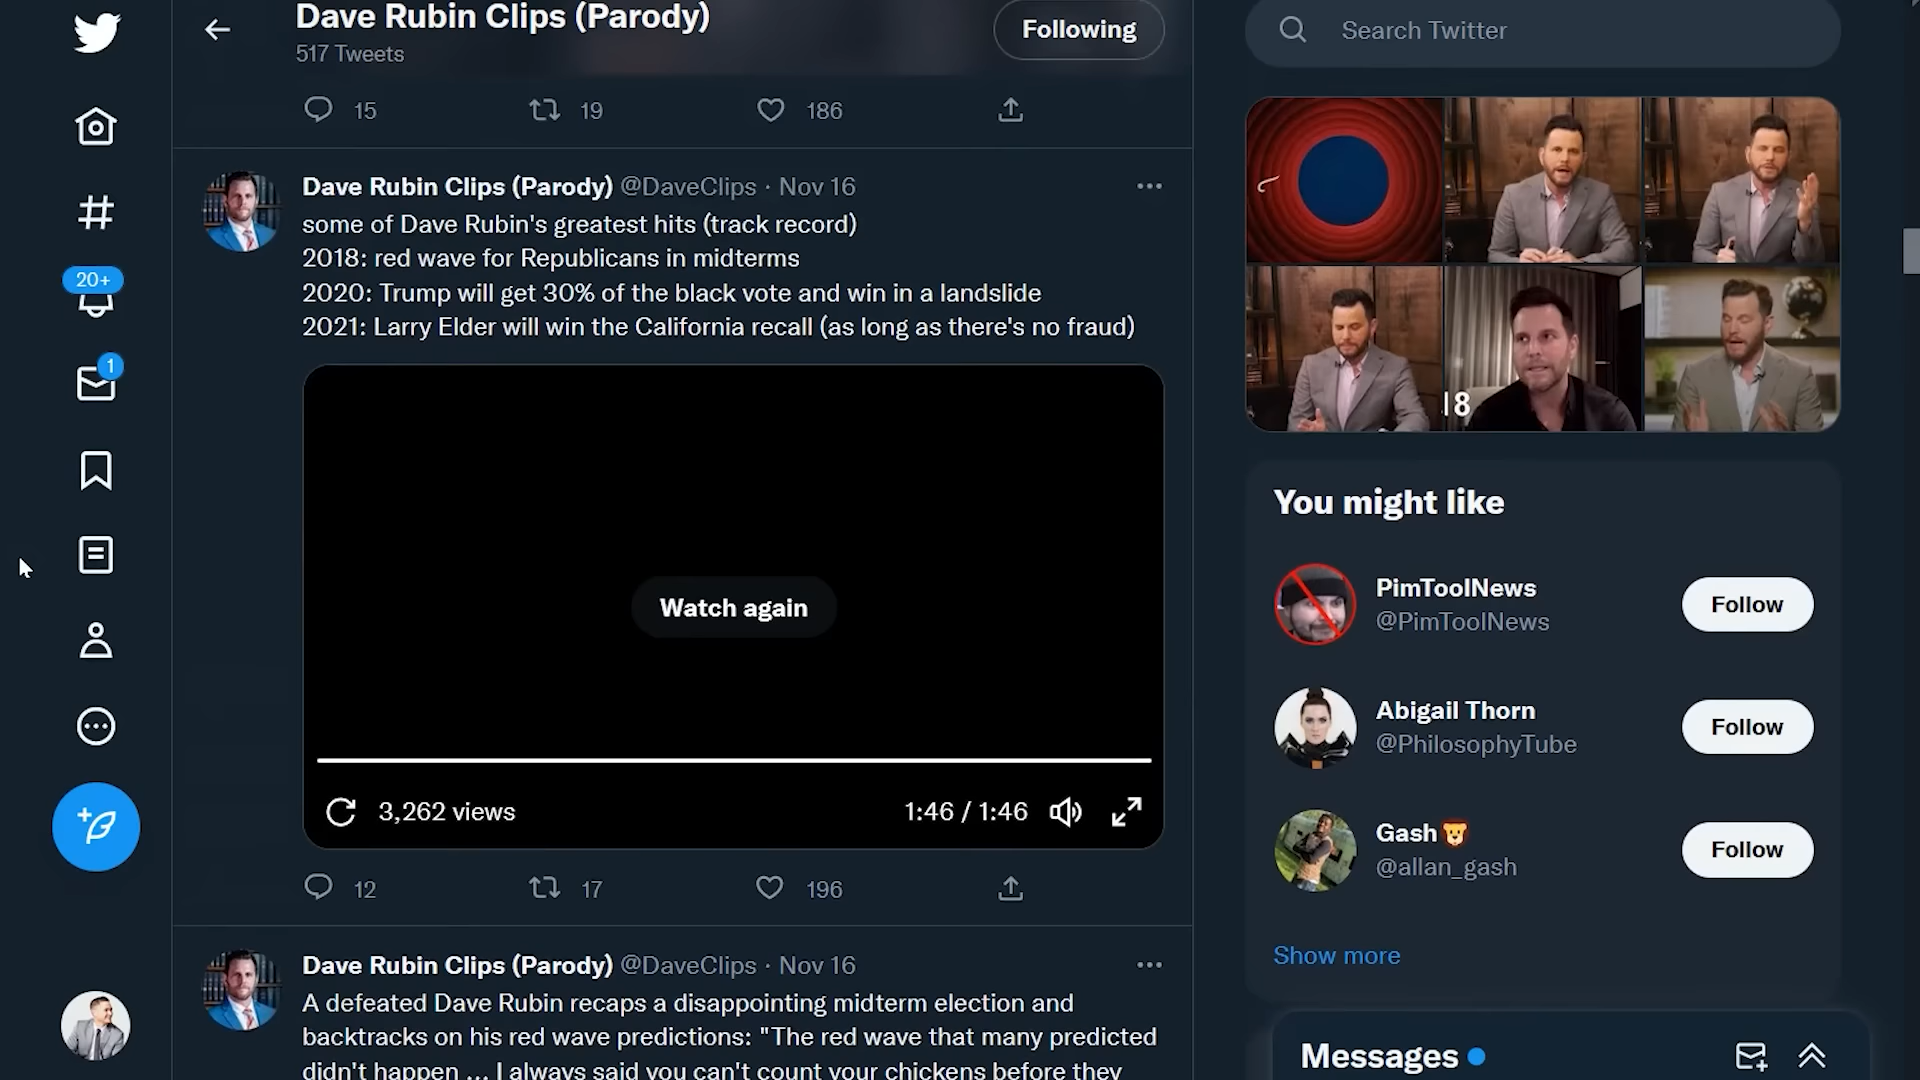 Dave Rubin Clips (Parody)
517 Tweets
Following
Search Twitter
15 19 186
20+
1
Dave Rubin Clips (Parody) @DaveClips · Nov 16
some of Dave Rubin's greatest hits (track record)
2018: red wave for Republicans in midterms
2020: Trump will get 30% of the black vote and win in a landslide
2021: Larry Elder will win the California recall (as long as there's no fraud)
Watch again
3,262 views 1:46 / 1:46
12 17 196
Dave Rubin Clips (Parody) @DaveClips · Nov 16
A defeated Dave Rubin recaps a disappointing midterm election and
backtracks on his red wave predictions: "The red wave that many predicted
didn't happen ... I always said you can't count your chickens before they
18
You might like
PimToolNews
@PimToolNews
Follow
Abigail Thorn
@PhilosophyTube
Follow
Gash
@allan_gash
Follow
Show more
Messages